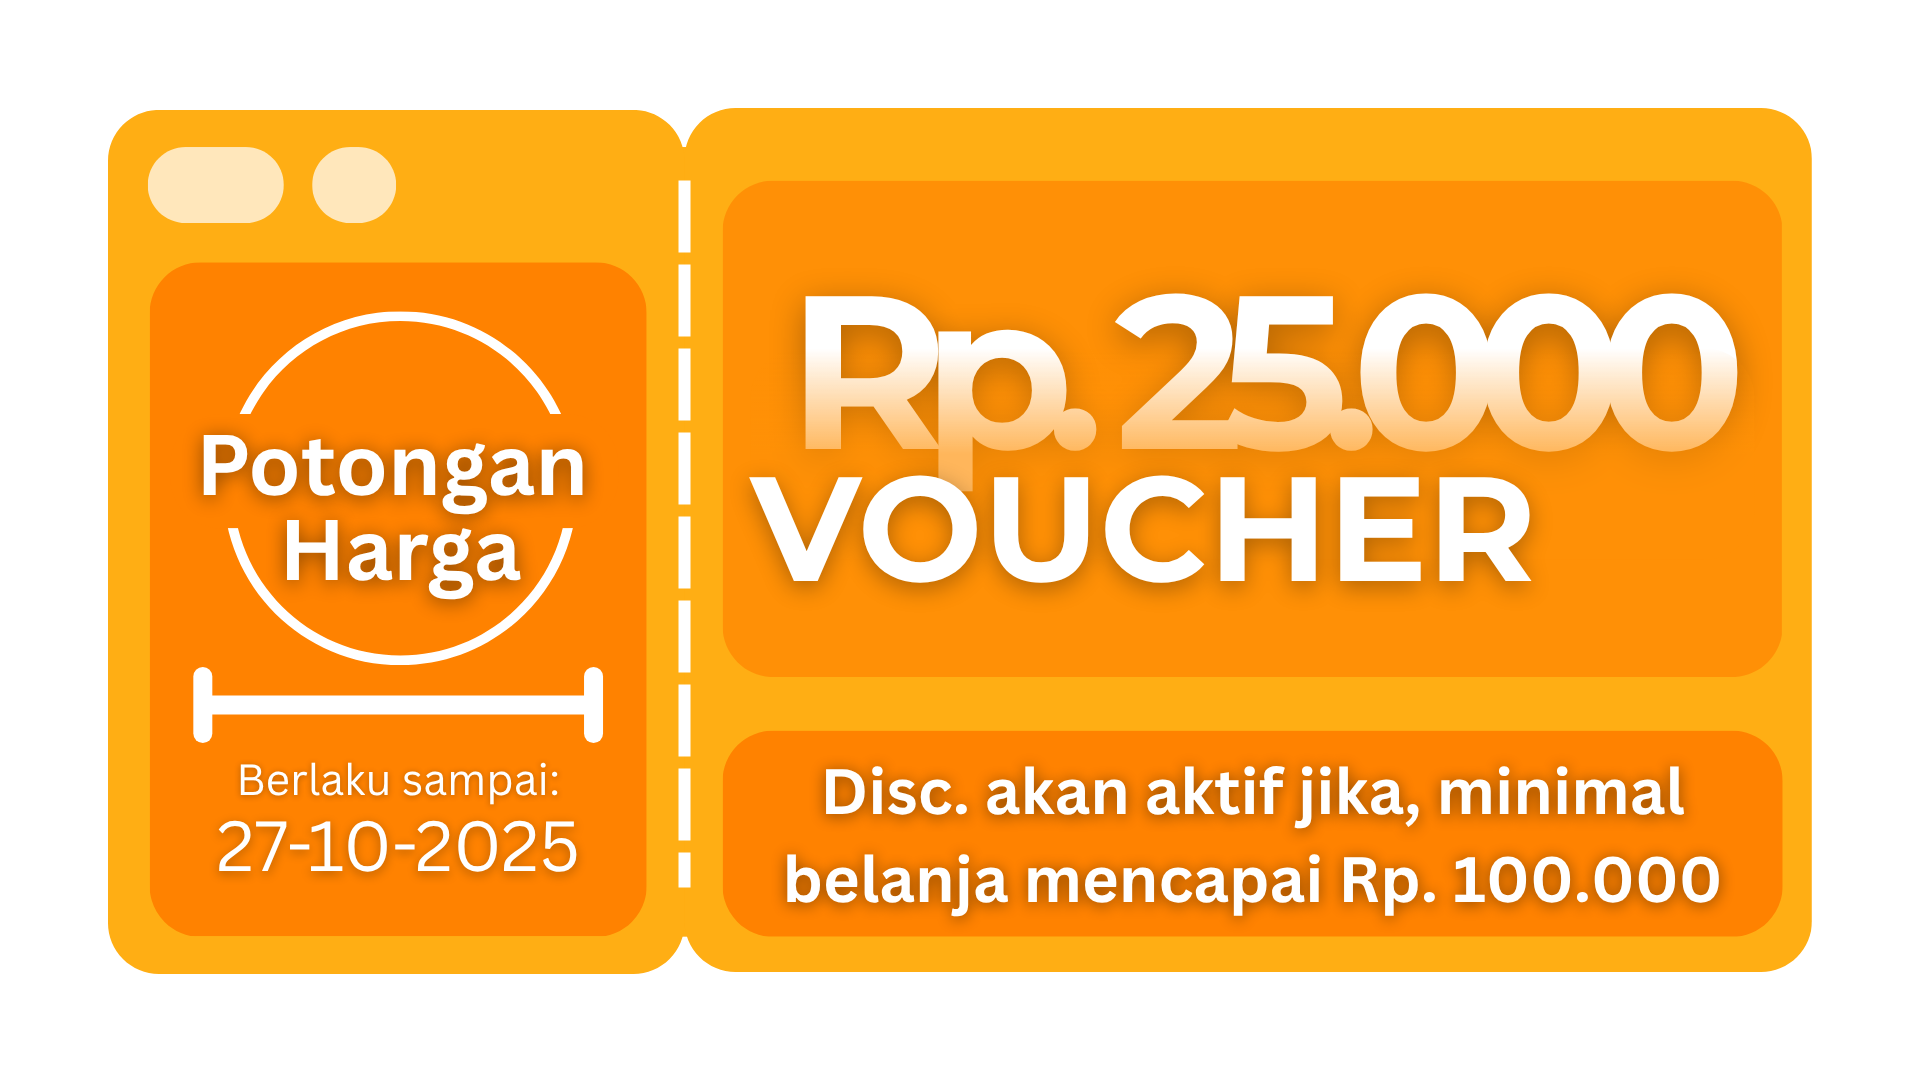 Potongan
Harga
Berlaku sampai:
27-10-2025
Rp. 25.000
VOUCHER
Disc. akan aktif jika, minimal
belanja mencapai Rp. 100.000